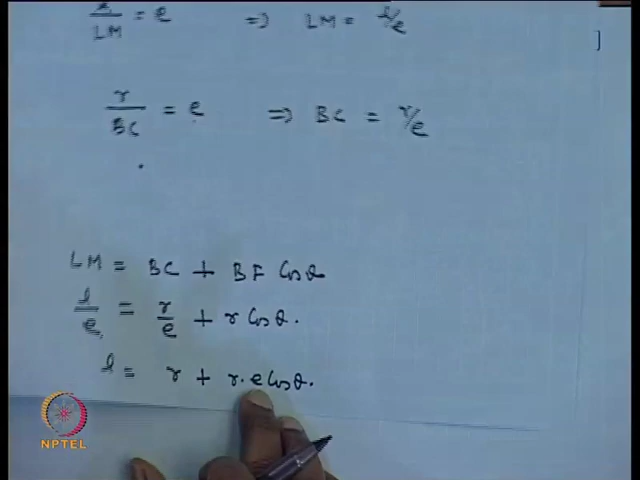 l/LM = e ⇒ LM = l/e
r/BC = e ⇒ BC = r/e
LM = BC + BF Cosθ
l/e = r/e + r Cosθ.
l = r + r.e Cosθ.
NPTEL